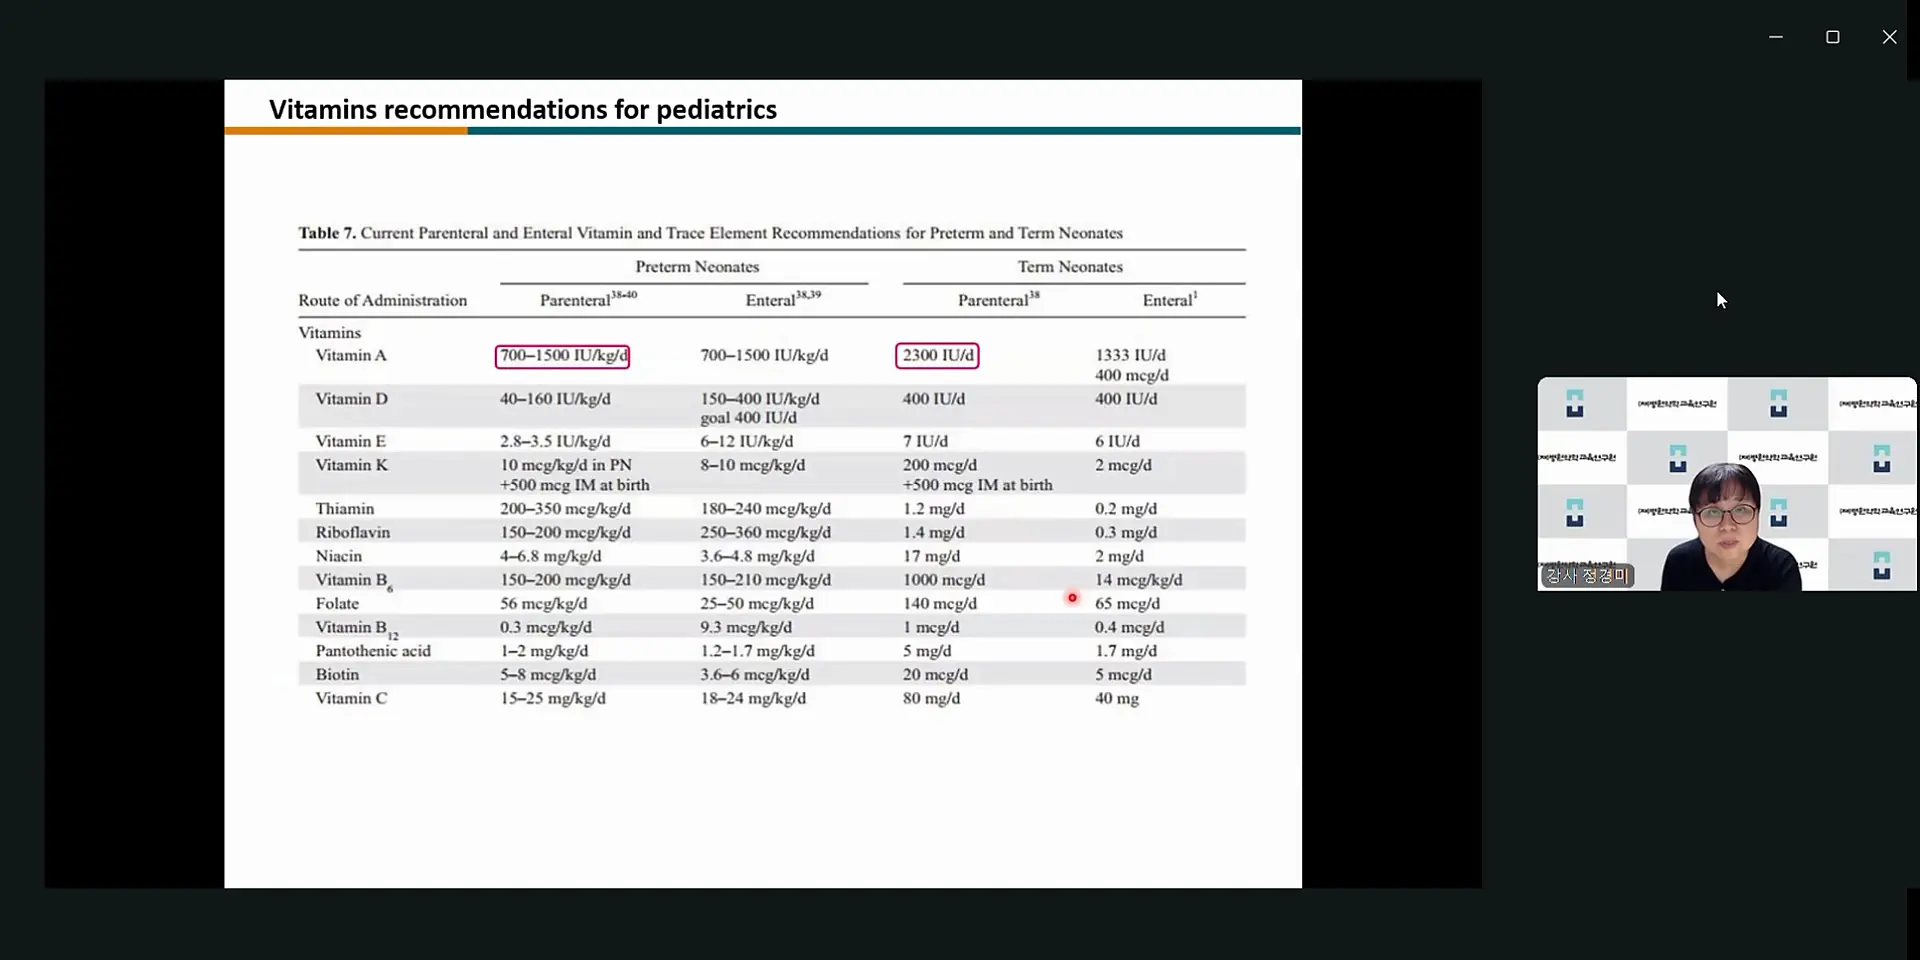 Vitamins recommendations for pediatrics
Table 7. Current Parenteral and Enteral Vitamin and Trace Element Recommendations for Preterm and Term Neonates
Preterm Neonates Term Neonates
Route of Administration Parenteral38-40 Enteral38,39 Parenteral38 Enteral1
Vitamins
Vitamin A 700–1500 IU/kg/d 700–1500 IU/kg/d 2300 IU/d 1333 IU/d
400 mcg/d
Vitamin D 40–160 IU/kg/d 150–400 IU/kg/d 400 IU/d 400 IU/d
goal 400 IU/d
Vitamin E 2.8–3.5 IU/kg/d 6–12 IU/kg/d 7 IU/d 6 IU/d
Vitamin K 10 mcg/kg/d in PN 8–10 mcg/kg/d 200 mcg/d 2 mcg/d
+500 mcg IM at birth +500 mcg IM at birth
Thiamin 200–350 mcg/kg/d 180–240 mcg/kg/d 1.2 mg/d 0.2 mg/d
Riboflavin 150–200 mcg/kg/d 250–360 mcg/kg/d 1.4 mg/d 0.3 mg/d
Niacin 4–6.8 mg/kg/d 3.6–4.8 mg/kg/d 17 mg/d 2 mg/d
Vitamin B6 150–200 mcg/kg/d 150–210 mcg/kg/d 1000 mcg/d 14 mcg/kg/d
Folate 56 mcg/kg/d 25–50 mcg/kg/d 140 mcg/d 65 mcg/d
Vitamin B12 0.3 mcg/kg/d 9.3 mcg/kg/d 1 mcg/d 0.4 mcg/d
Pantothenic acid 1–2 mg/kg/d 1.2–1.7 mg/kg/d 5 mg/d 1.7 mg/d
Biotin 5–8 mcg/kg/d 3.6–6 mcg/kg/d 20 mcg/d 5 mcg/d
Vitamin C 15–25 mg/kg/d 18–24 mg/kg/d 80 mg/d 40 mg
(재)병원약학교육연구원
강사 정경미